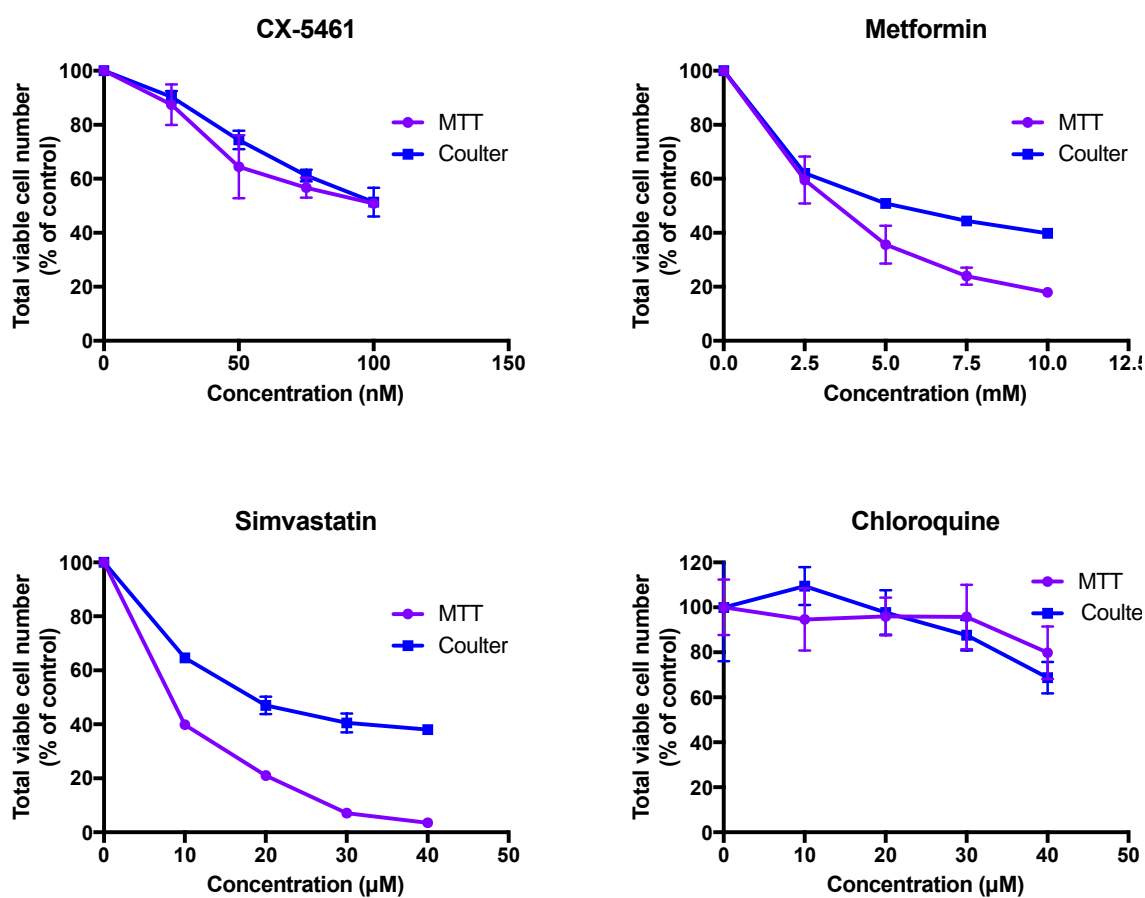 CX-5461
Total viable cell number
(% of control)
100
80
60
40
20
0
0
50
100
150
Concentration (nM)
MTT
Coulter
Metformin
Total viable cell number
(% of control)
100
80
60
40
20
0
0.0
2.5
5.0
7.5
10.0
12.5
Concentration (mM)
MTT
Coulter
Simvastatin
Total viable cell number
(% of control)
100
80
60
40
20
0
0
10
20
30
40
50
Concentration (µM)
MTT
Coulter
Chloroquine
Total viable cell number
(% of control)
120
100
80
60
40
20
0
0
10
20
30
40
50
Concentration (µM)
MTT
Coulte